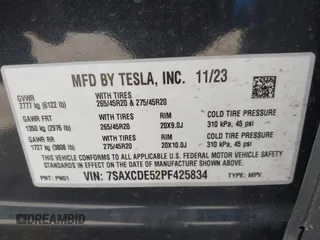 MFD BY TESLA, INC. 11/23
GVWR
2777 kg (6122 lb)
WITH TIRES
265/45R20 & 275/45R20
GAWR FRT
1350 kg (2976 lb)
WITH TIRES
265/45R20
RIM
20X9.0J
COLD TIRE PRESSURE
310 kPa, 45 psi
GAWR RR
1727 kg (3808 lb)
WITH TIRES
275/45R20
RIM
20X10.0J
COLD TIRE PRESSURE
310 kPa, 45 psi
THIS VEHICLE CONFORMS TO ALL APPLICABLE U.S. FEDERAL MOTOR VEHICLE SAFETY
STANDARDS IN EFFECT ON THE DATE OF MANUFACTURE SHOWN ABOVE.
PNT: PN01 VIN: 7SAXCDE52PF425834 TYPE: MPV
DREAMBID